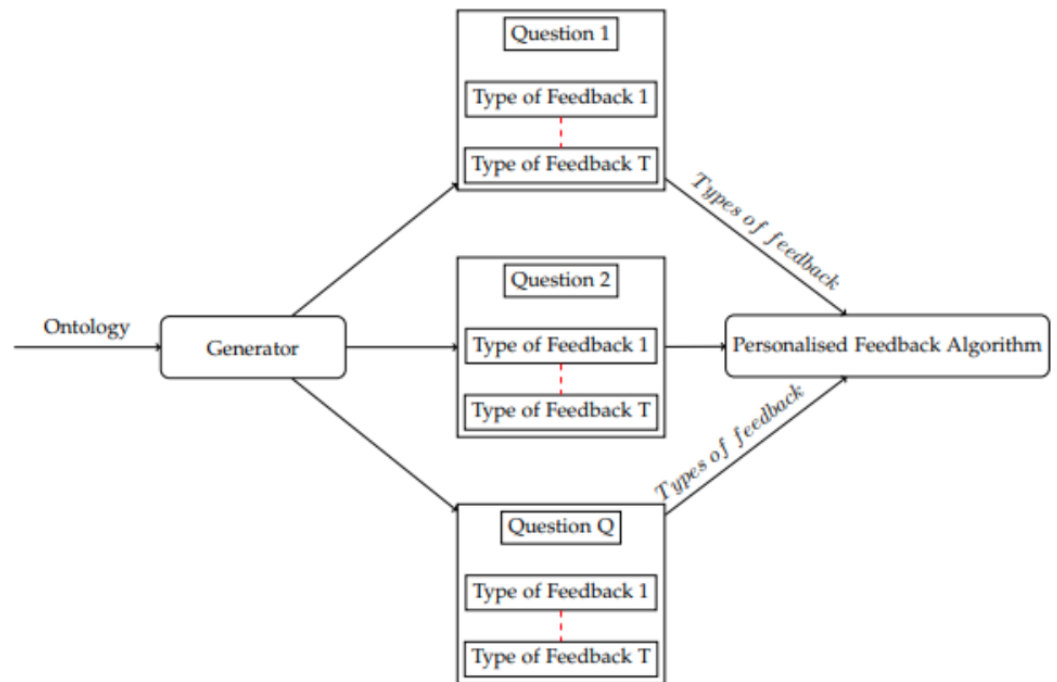 Question 1
Type of Feedback 1
Type of Feedback T
Types of feedback
Question 2
Ontology
Generator
Type of Feedback 1
Personalised Feedback Algorithm
Type of Feedback T
Types of feedback
Question Q
Type of Feedback 1
Type of Feedback T